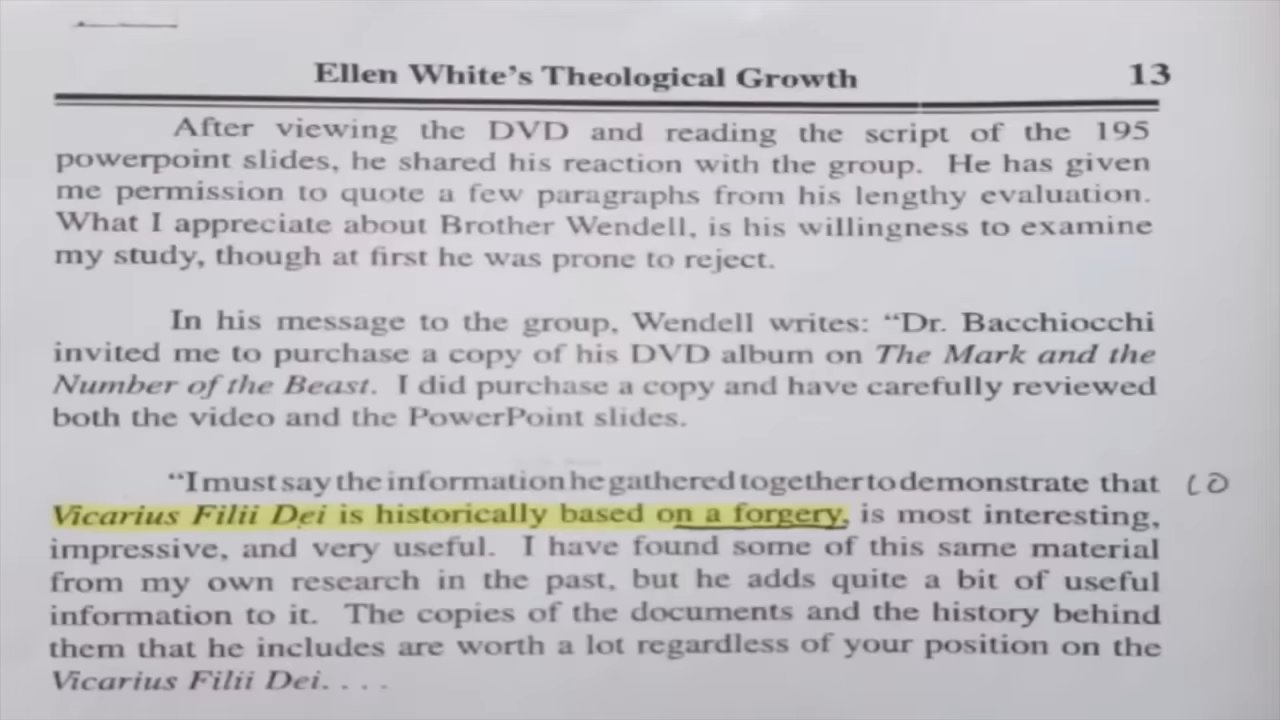 Ellen White's Theological Growth 13
After viewing the DVD and reading the script of the 195
powerpoint slides, he shared his reaction with the group. He has given
me permission to quote a few paragraphs from his lengthy evaluation.
What I appreciate about Brother Wendell, is his willingness to examine
my study, though at first he was prone to reject.
In his message to the group, Wendell writes: “Dr. Bacchiocchi
invited me to purchase a copy of his DVD album on The Mark and the
Number of the Beast. I did purchase a copy and have carefully reviewed
both the video and the PowerPoint slides.
“I must say the information he gathered together to demonstrate that
Vicarius Filii Dei is historically based on a forgery, is most interesting,
impressive, and very useful. I have found some of this same material
from my own research in the past, but he adds quite a bit of useful
information to it. The copies of the documents and the history behind
them that he includes are worth a lot regardless of your position on the
Vicarius Filii Dei. . . .